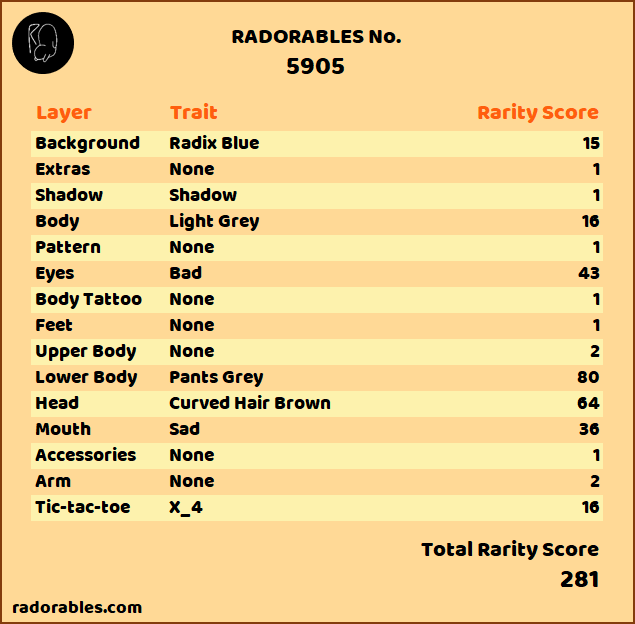 RADORABLES No.
5905
Layer Trait Rarity Score
Background Radix Blue 15
Extras None 1
Shadow Shadow 1
Body Light Grey 16
Pattern None 1
Eyes Bad 43
Body Tattoo None 1
Feet None 1
Upper Body None 2
Lower Body Pants Grey 80
Head Curved Hair Brown 64
Mouth Sad 36
Accessories None 1
Arm None 2
Tic-tac-toe X_4 16
Total Rarity Score
281
radorables.com